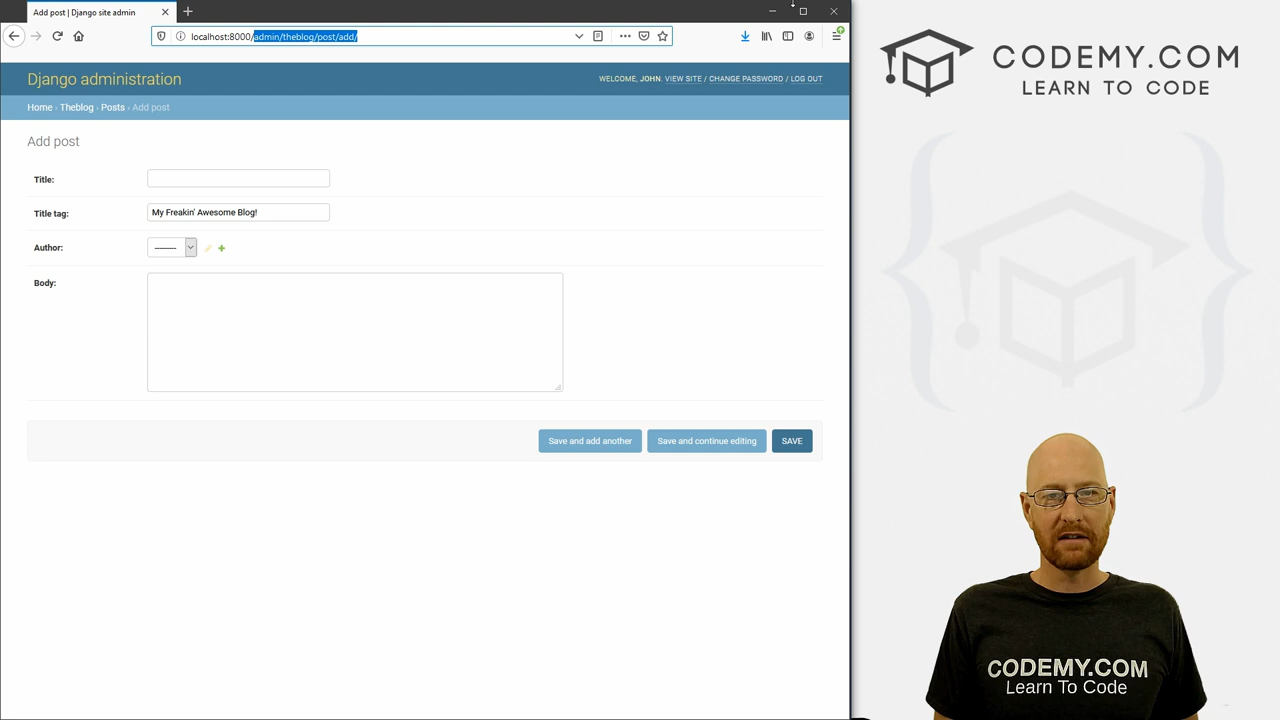 Add post | Django site admin
localhost:8000/admin/theblog/post/add/
Django administration
WELCOME, JOHN. VIEW SITE / CHANGE PASSWORD / LOG OUT
Home › Theblog › Posts › Add post
Add post
Title:
Title tag: My Freakin' Awesome Blog!
Author: ---------
Body:
Save and add another Save and continue editing SAVE
CODEMY.COM
LEARN TO CODE
CODEMY.COM
Learn To Code